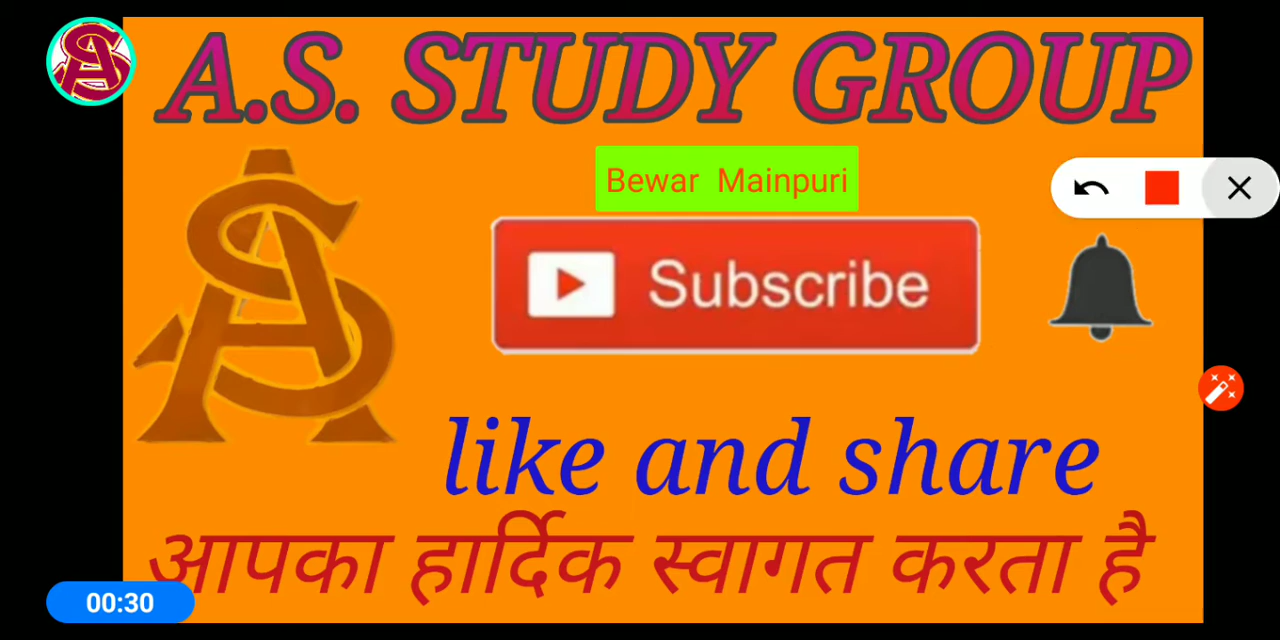 A.S. STUDY GROUP
Bewar Mainpuri
Subscribe
like and share
आपका हार्दिक स्वागत करता है
00:30